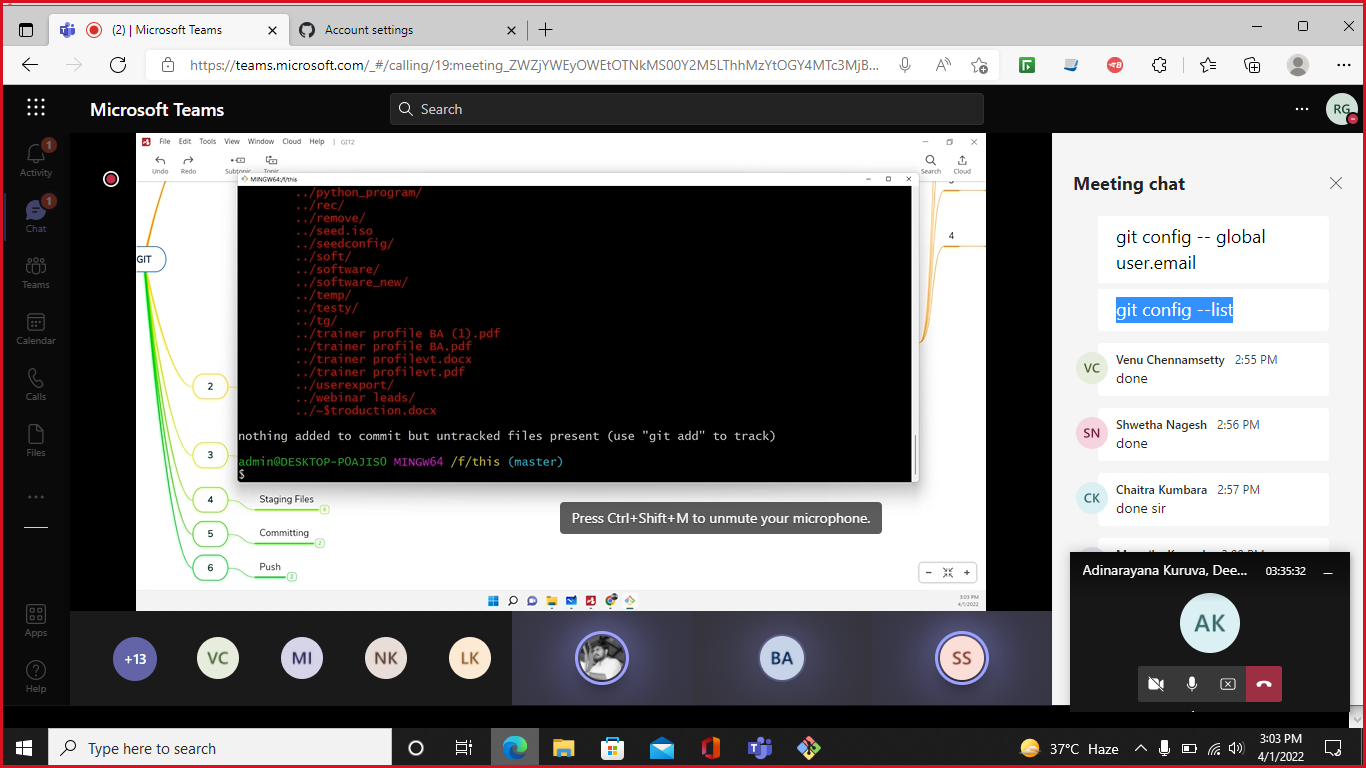 (2) | Microsoft Teams
Account settings
https://teams.microsoft.com/_#/calling/19:meeting_ZWZjYWEyOWEtOTNkMS00Y2M5LThhMzYtOGY4MTc3MjB...
Microsoft Teams
Search
RG
Activity
1
Chat
1
Teams
Calendar
Calls
Files
Apps
Help
File Edit Tools View Window Cloud Help | GIT2
Undo Redo Subtopic Topic Search Cloud
MINGW64:/f/this
../python_program/
../rec/
../remove/
../seed.iso
../seedconfig/
../soft/
../software/
../software_new/
../temp/
../testy/
../tg/
../trainer profile BA (1).pdf
../trainer profile BA.pdf
../trainer profilevt.docx
../trainer profilevt.pdf
../userexport/
../webinar leads/
../~$troduction.docx
nothing added to commit but untracked files present (use "git add" to track)
admin@DESKTOP-P0AJIS0 MINGW64 /f/this (master)
$
GIT
4
2
3
4 Staging Files
5 Committing
2
6 Push
2
Press Ctrl+Shift+M to unmute your microphone.
3:03 PM
4/1/2022
+13 VC MI NK LK BA SS
Meeting chat
git config -- global
user.email
git config --list
VC
Venu Chennamsetty 2:55 PM
done
SN
Shwetha Nagesh 2:56 PM
done
CK
Chaitra Kumbara 2:57 PM
done sir
Adinarayana Kuruva, Dee... 03:35:32
AK
Type here to search
37°C Haze
3:03 PM
4/1/2022